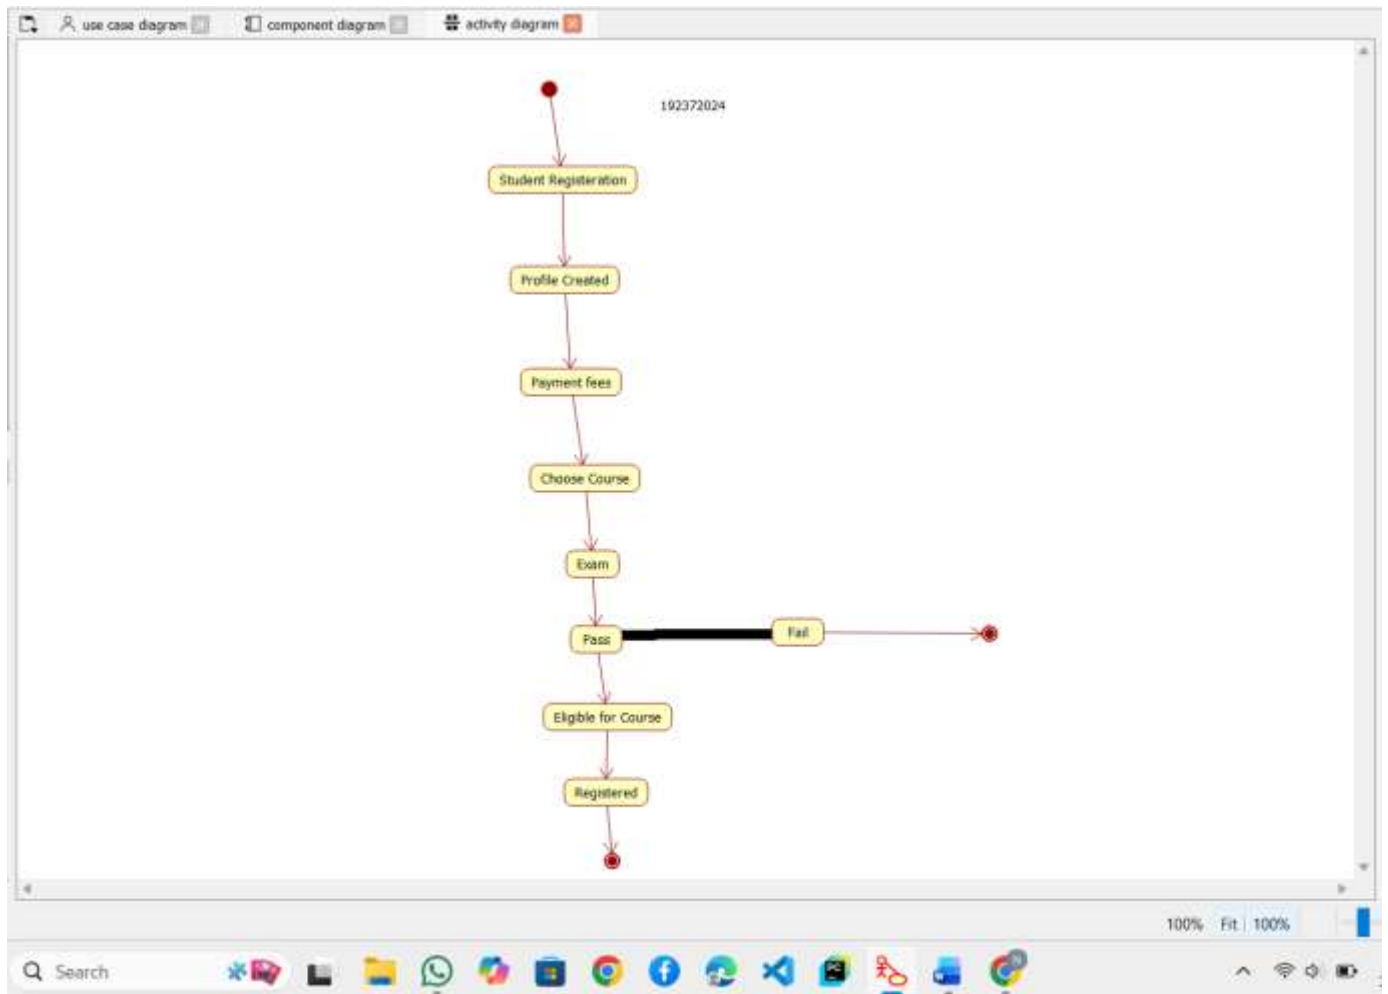 use case diagram component diagram activity diagram
192372024
Student Registeration
Profile Created
Payment fees
Choose Course
Exam
Pass
Fail
Eligible for Course
Registered
100% Fit 100%
Search